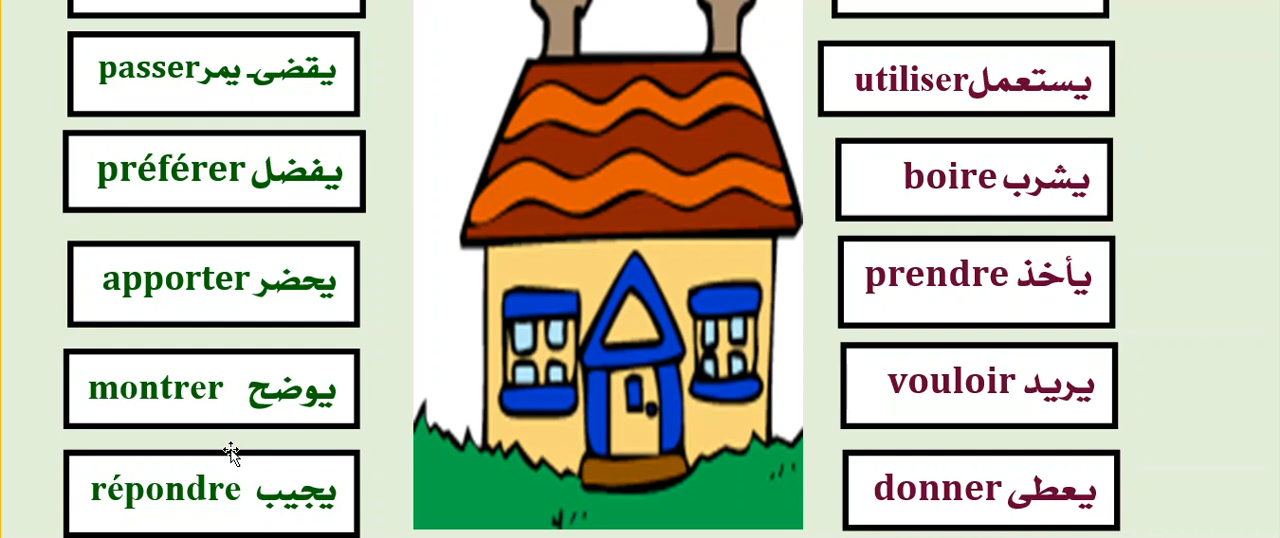 passer يقضى ـ يمر
préférer يفضل
apporter يحضر
montrer يوضح
répondre يجيب
utiliser يستعمل
boire يشرب
prendre يأخذ
vouloir يريد
donner يعطى